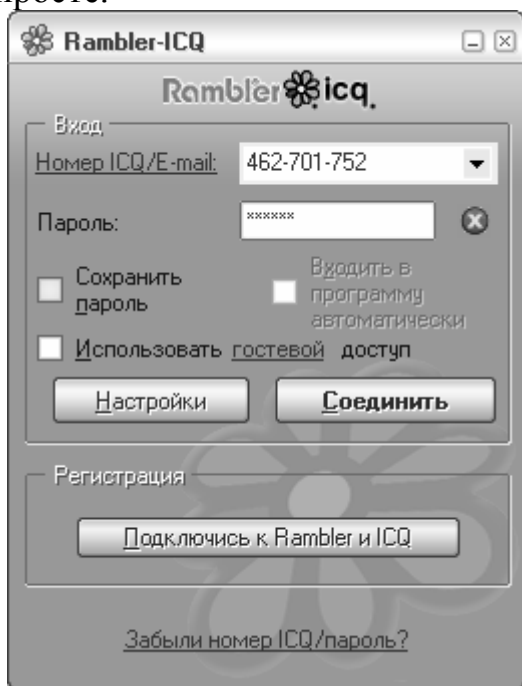 просте.
Rambler-ICQ
Rambler icq
Вход
Номер ICQ/E-mail: 462-701-752
Пароль: ××××××
Сохранить пароль
Входить в программу автоматически
Использовать гостевой доступ
Настройки Соединить
Регистрация
Подключись к Rambler и ICQ
Забыли номер ICQ/пароль?